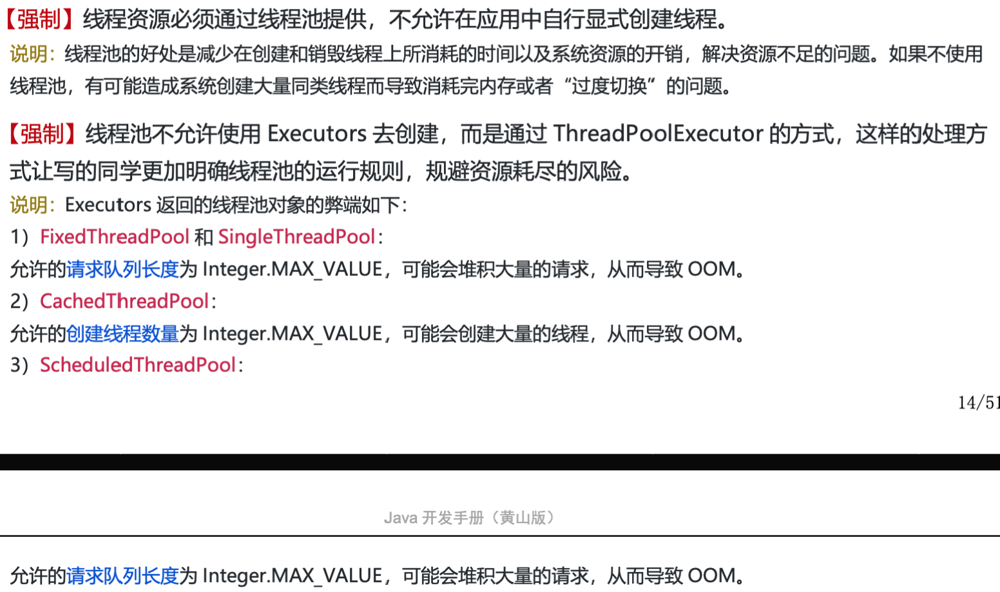 【强制】线程资源必须通过线程池提供，不允许在应用中自行显式创建线程。
说明：线程池的好处是减少在创建和销毁线程上所消耗的时间以及系统资源的开销，解决资源不足的问题。如果不使用
线程池，有可能造成系统创建大量同类线程而导致消耗完内存或者“过度切换”的问题。
【强制】线程池不允许使用 Executors 去创建，而是通过 ThreadPoolExecutor 的方式，这样的处理方
式让写的同学更加明确线程池的运行规则，规避资源耗尽的风险。
说明：Executors 返回的线程池对象的弊端如下：
1）FixedThreadPool 和 SingleThreadPool：
允许的请求队列长度为 Integer.MAX_VALUE，可能会堆积大量的请求，从而导致 OOM。
2）CachedThreadPool：
允许的创建线程数量为 Integer.MAX_VALUE，可能会创建大量的线程，从而导致 OOM。
3）ScheduledThreadPool：
14/51
Java 开发手册（黄山版）
允许的请求队列长度为 Integer.MAX_VALUE，可能会堆积大量的请求，从而导致 OOM。